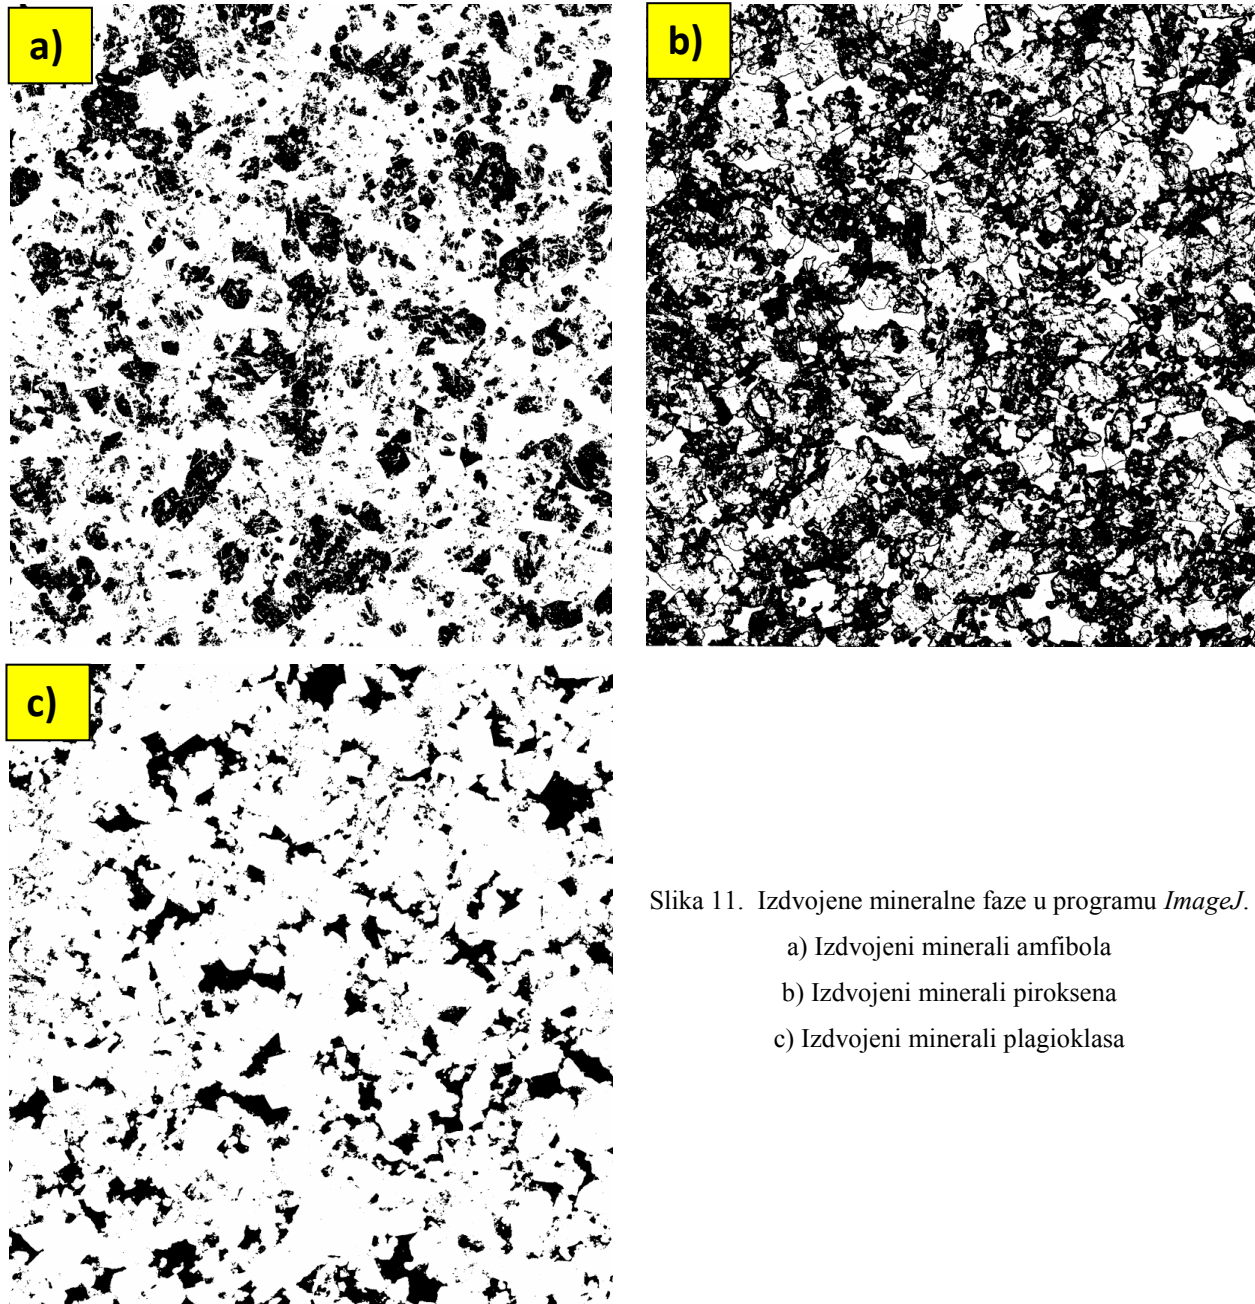 a)
b)
c)
Slika 11.  Izdvojene mineralne faze u programu ImageJ.
a) Izdvojeni minerali amfibola
b) Izdvojeni minerali piroksena
c) Izdvojeni minerali plagioklasa